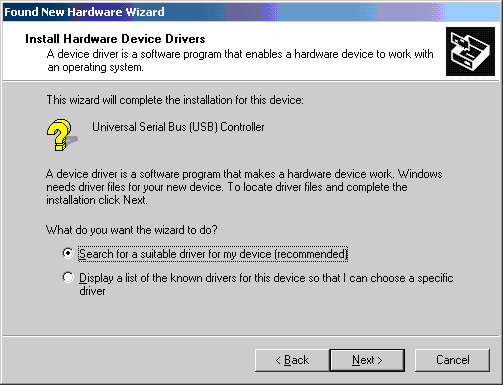 Found New Hardware Wizard
Install Hardware Device Drivers
A device driver is a software program that enables a hardware device to work with
an operating system.
This wizard will complete the installation for this device:
Universal Serial Bus (USB) Controller
A device driver is a software program that makes a hardware device work. Windows
needs driver files for your new device. To locate driver files and complete the
installation click Next.
What do you want the wizard to do?
Search for a suitable driver for my device (recommended)
Display a list of the known drivers for this device so that I can choose a specific
driver
< Back
Next >
Cancel